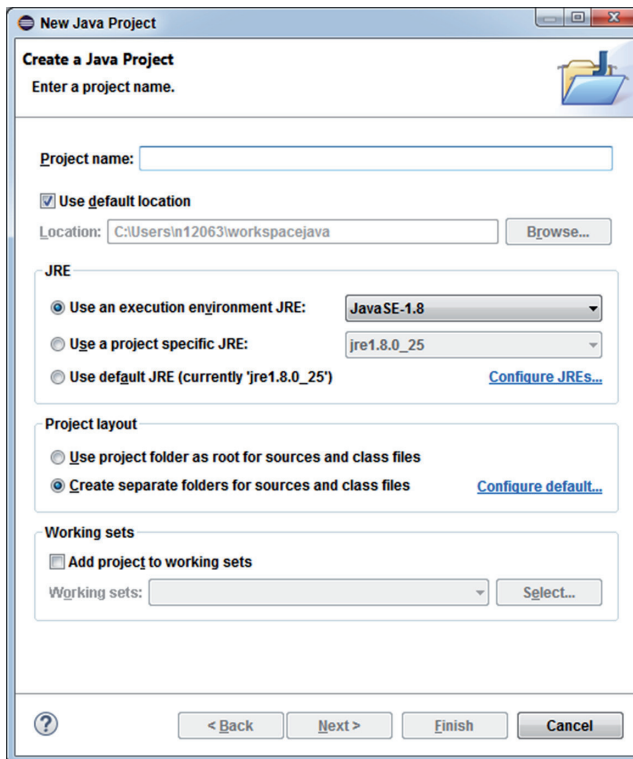 New Java Project
Create a Java Project
Enter a project name.
Project name:
Use default location
Location: C:\Users\n12063\workspacejava Browse...
JRE
Use an execution environment JRE: JavaSE-1.8
Use a project specific JRE: jre1.8.0_25
Use default JRE (currently 'jre1.8.0_25') Configure JREs...
Project layout
Use project folder as root for sources and class files
Create separate folders for sources and class files Configure default...
Working sets
Add project to working sets
Working sets: Select...
? < Back Next > Finish Cancel